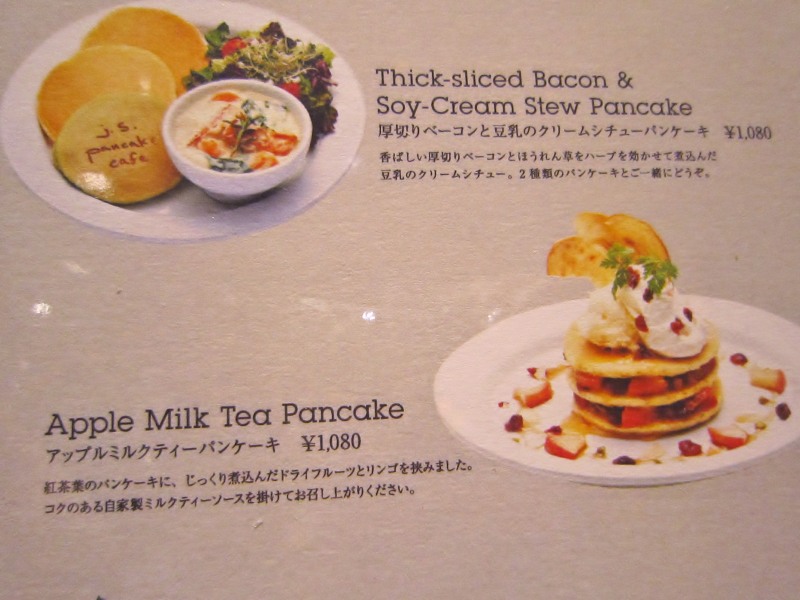 j.s.
pancake
cafe
Thick-sliced Bacon &
Soy-Cream Stew Pancake
厚切りベーコンと豆乳のクリームシチューパンケーキ ¥1,080
香ばしい厚切りベーコンとほうれん草をハーブを効かせて煮込んだ
豆乳のクリームシチュー。2種類のパンケーキとご一緒にどうぞ。
Apple Milk Tea Pancake
アップルミルクティーパンケーキ ¥1,080
紅茶葉のパンケーキに、じっくり煮込んだドライフルーツとリンゴを挟みました。
コクのある自家製ミルクティーソースを掛けてお召し上がりください。